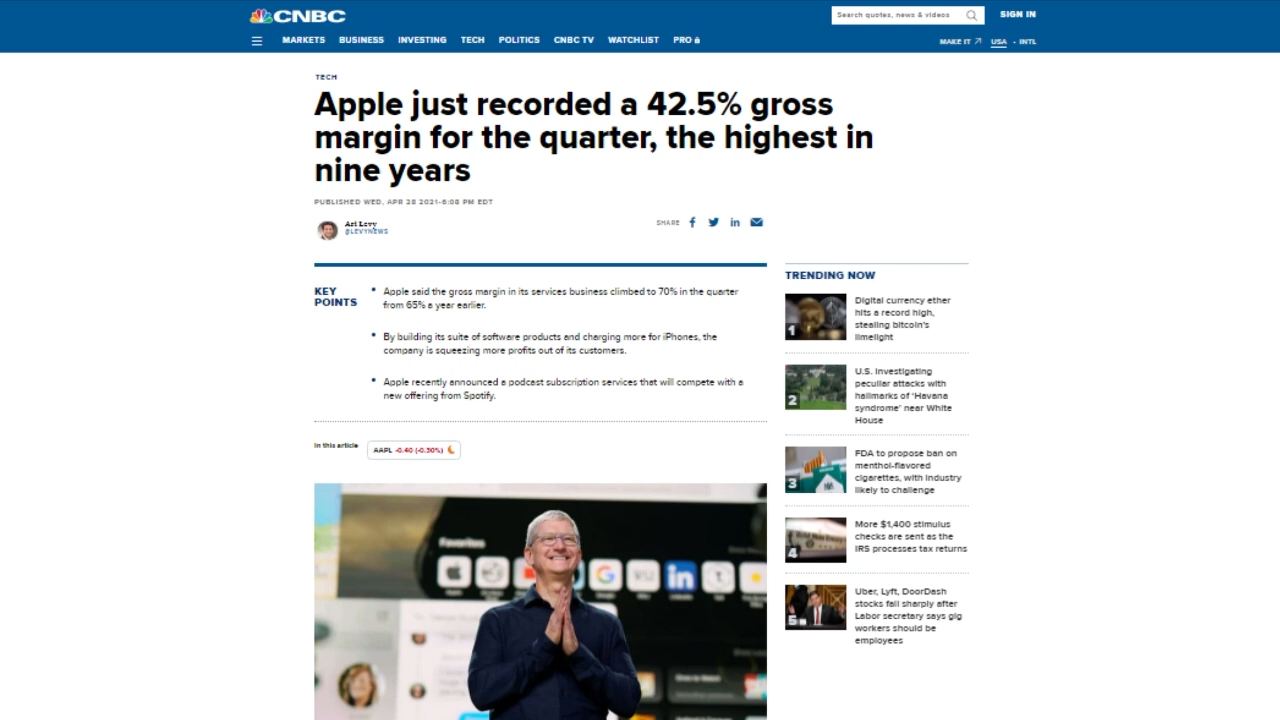 CNBC
Search quotes, news & videos
SIGN IN
MARKETS BUSINESS INVESTING TECH POLITICS CNBC TV WATCHLIST PRO
MAKE IT USA • INTL
TECH
Apple just recorded a 42.5% gross
margin for the quarter, the highest in
nine years
PUBLISHED WED, APR 28 2021-6:08 PM EDT
Ari Levy
@LEVYNEWS
SHARE
KEY
POINTS
• Apple said the gross margin in its services business climbed to 70% in the quarter
from 65% a year earlier.
• By building its suite of software products and charging more for iPhones, the
company is squeezing more profits out of its customers.
• Apple recently announced a podcast subscription services that will compete with a
new offering from Spotify.
In this article
AAPL -0.40 (-0.30%)
Favorites
TRENDING NOW
1
Digital currency ether
hits a record high,
stealing bitcoin's
limelight
2
U.S. investigating
peculiar attacks with
hallmarks of 'Havana
syndrome' near White
House
3
FDA to propose ban on
menthol-flavored
cigarettes, with industry
likely to challenge
4
More $1,400 stimulus
checks are sent as the
IRS processes tax returns
5
Uber, Lyft, DoorDash
stocks fall sharply after
Labor secretary says gig
workers should be
employees